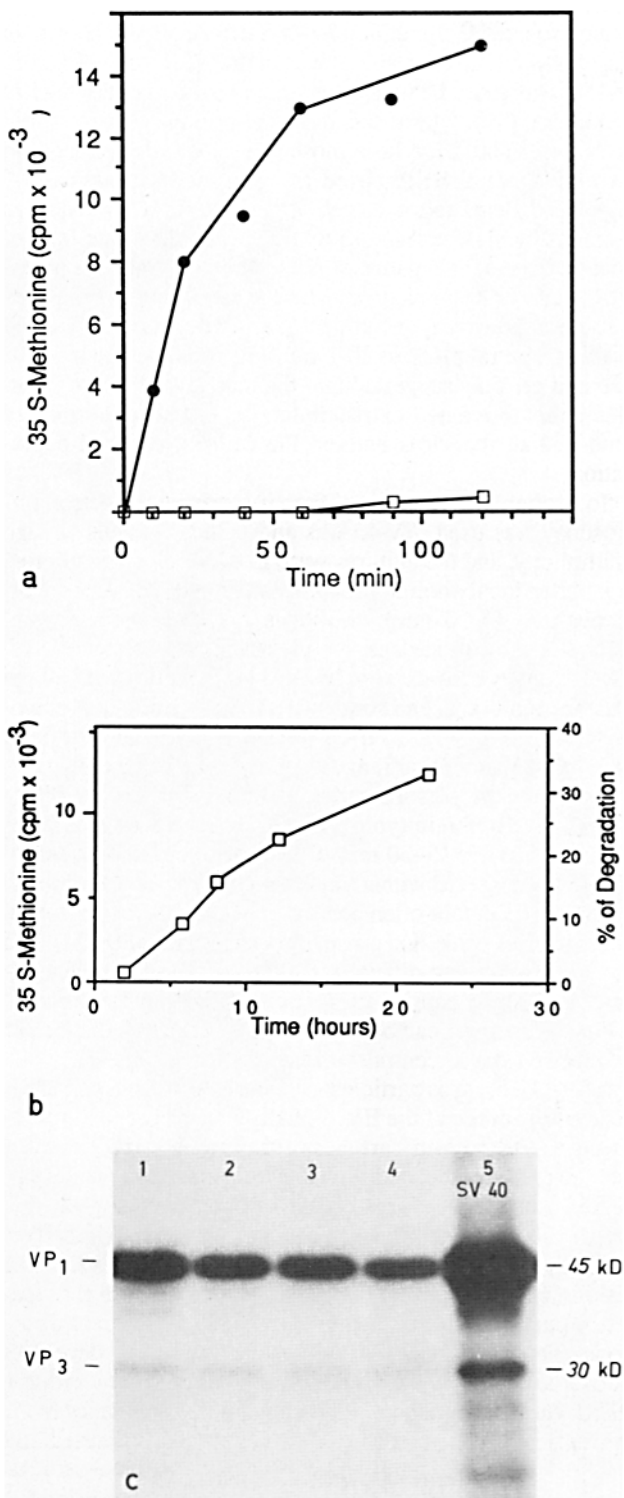 14
12
10
8
6
4
2
0
50
100
35 S-Methionine (cpm x 10 -3)
Time (min)
a
10
5
0
40
30
20
10
0
0
10
20
30
35 S-Methionine (cpm x 10-3)
% of Degradation
Time (hours)
b
1 2 3 4 5
SV 40
VP1 –
– 45 kD
VP3 –
– 30 kD
c